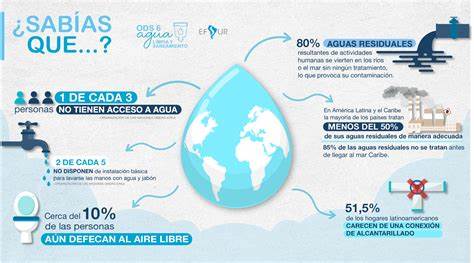 ¿SABÍAS
QUE...?
ODS 6
agua
LIMPIA Y
SANEAMIENTO
EF UR
1 DE CADA 3
personas
NO TIENEN ACCESO A AGUA
2 DE CADA 5
NO DISPONEN de instalación básica
para lavarse las manos con agua y jabón
Cerca del 10%
de las personas
AÚN DEFECAN AL AIRE LIBRE
80% AGUAS RESIDUALES
resultantes de actividades
humanas se vierten en los ríos
o el mar sin ningún tratamiento,
lo que provoca su contaminación.
En América Latina y el Caribe
la mayoría de los países tratan
MENOS DEL 50%
de sus aguas residuales de manera adecuada
85% de las aguas residuales no se tratan antes
de llegar al mar Caribe.
51,5%
de los hogares latinoamericanos
CARECEN DE UNA CONEXIÓN
DE ALCANTARILLADO